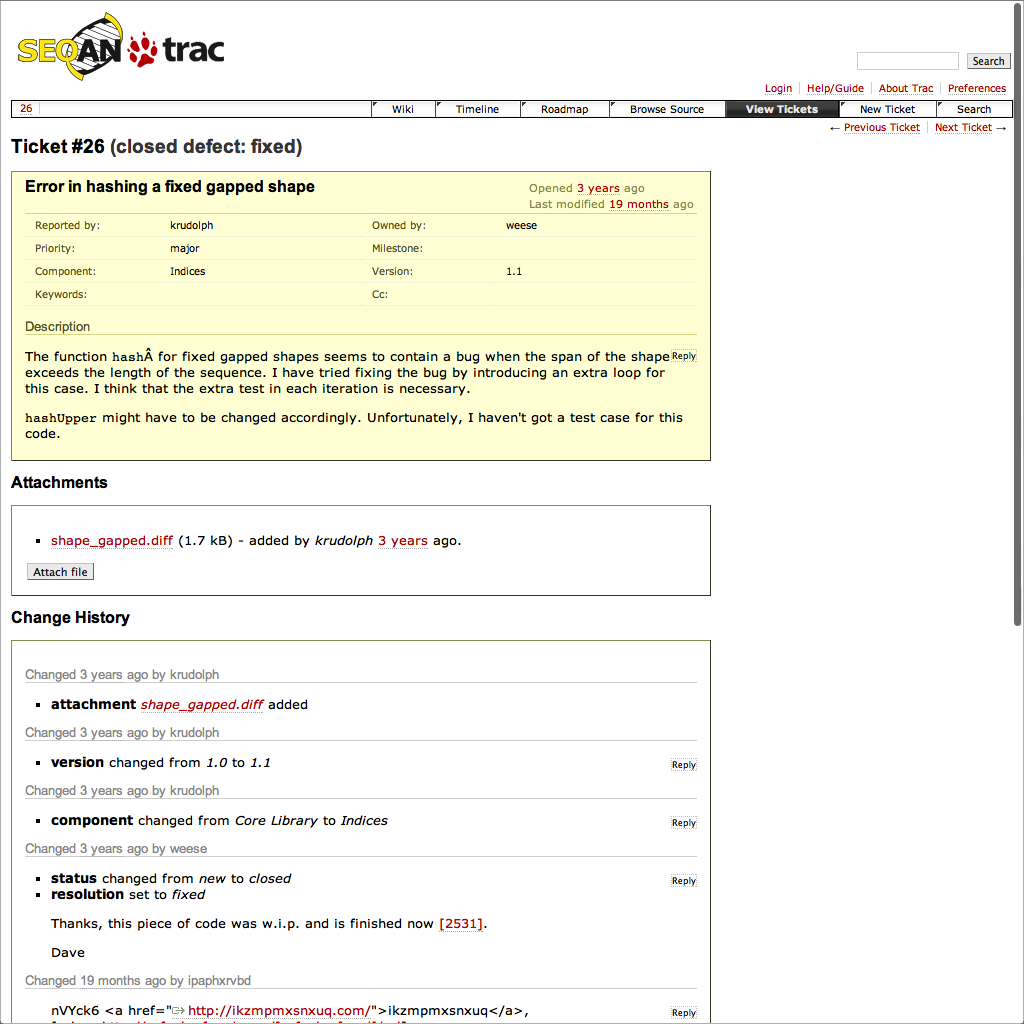 SEQAN trac
Search
Login Help/Guide About Trac Preferences
26 Wiki Timeline Roadmap Browse Source View Tickets New Ticket Search
← Previous Ticket Next Ticket →
Ticket #26 (closed defect: fixed)
Error in hashing a fixed gapped shape
Opened 3 years ago
Last modified 19 months ago
Reported by: krudolph Owned by: weese
Priority: major Milestone:
Component: Indices Version: 1.1
Keywords: Cc:
Description
The function hashÂ for fixed gapped shapes seems to contain a bug when the span of the shape Reply
exceeds the length of the sequence. I have tried fixing the bug by introducing an extra loop for
this case. I think that the extra test in each iteration is necessary.
hashUpper might have to be changed accordingly. Unfortunately, I haven't got a test case for this
code.
Attachments
shape_gapped.diff (1.7 kB) - added by krudolph 3 years ago.
Attach file
Change History
Changed 3 years ago by krudolph
attachment shape_gapped.diff added
Changed 3 years ago by krudolph
version changed from 1.0 to 1.1 Reply
Changed 3 years ago by krudolph
component changed from Core Library to Indices Reply
Changed 3 years ago by weese
status changed from new to closed Reply
resolution set to fixed
Thanks, this piece of code was w.i.p. and is finished now [2531].
Dave
Changed 19 months ago by ipaphxrvbd
nVYck6 <a href="http://ikzmpmxsnxuq.com/">ikzmpmxsnxuq</a>, Reply